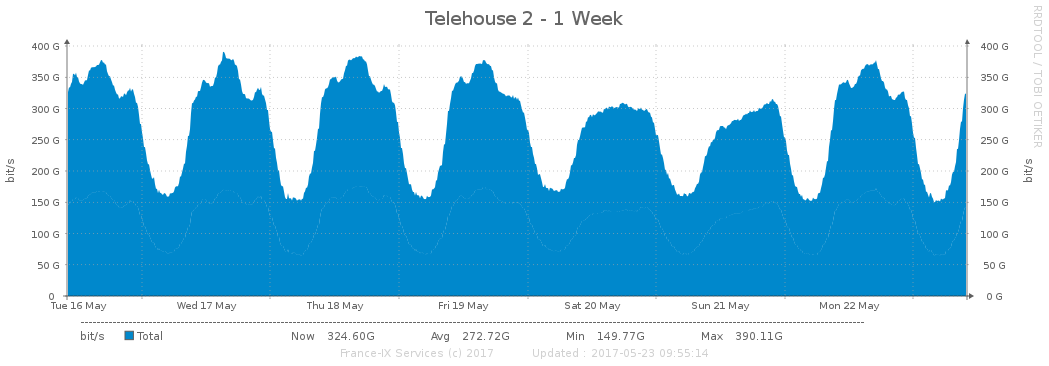 Telehouse 2 - 1 Week
RRDTOOL / TOBI OETIKER
400 G 400 G
350 G 350 G
300 G 300 G
250 G 250 G
200 G 200 G
150 G 150 G
100 G 100 G
50 G 50 G
0 0 G
bit/s bit/s
Tue 16 May Wed 17 May Thu 18 May Fri 19 May Sat 20 May Sun 21 May Mon 22 May
bit/s Total Now 324.60G Avg 272.72G Min 149.77G Max 390.11G
France-IX Services (c) 2017 Updated : 2017-05-23 09:55:14